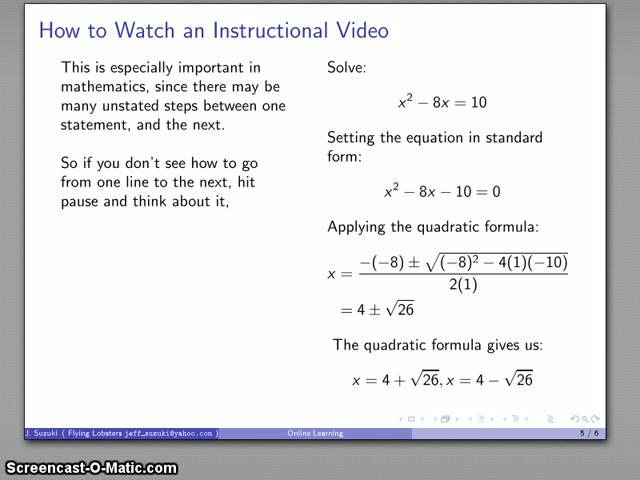 How to Watch an Instructional Video
This is especially important in
mathematics, since there may be
many unstated steps between one
statement, and the next.
So if you don't see how to go
from one line to the next, hit
pause and think about it,
Solve:
x² − 8x = 10
Setting the equation in standard
form:
x² − 8x − 10 = 0
Applying the quadratic formula:
x = (−(−8) ± √((−8)² − 4(1)(−10))) / 2(1)
= 4 ± √26
The quadratic formula gives us:
x = 4 + √26, x = 4 − √26
J. Suzuki ( Flying Lobsters jeff_suzuki@yahoo.com )
Online Learning
5 / 6
Screencast-O-Matic.com